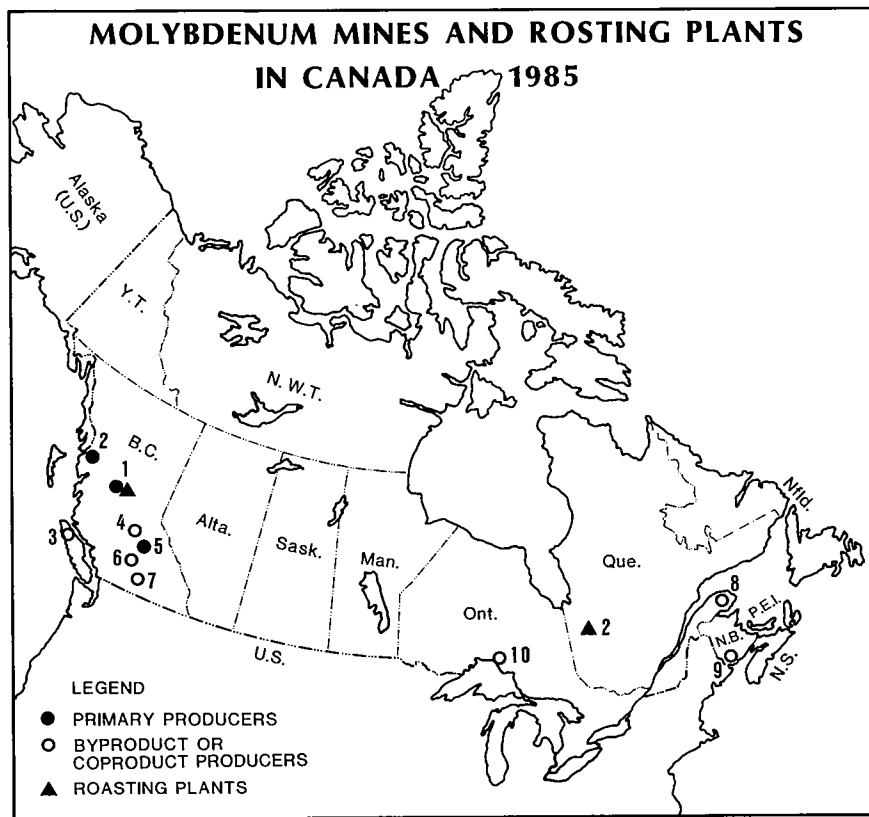 MOLYBDENUM MINES AND ROSTING PLANTS
IN CANADA 1985
Alaska
(U.S.)
Y.T.
N.W.T.
2
B.C.
1
3
4
5
6
7
Alta.
Sask.
Man.
Ont.
Que.
Nfld.
2
8
P.E.I.
N.B.
9
N.S.
10
U.S.
LEGEND
PRIMARY PRODUCERS
BYPRODUCT OR
COPRODUCT PRODUCERS
ROASTING PLANTS